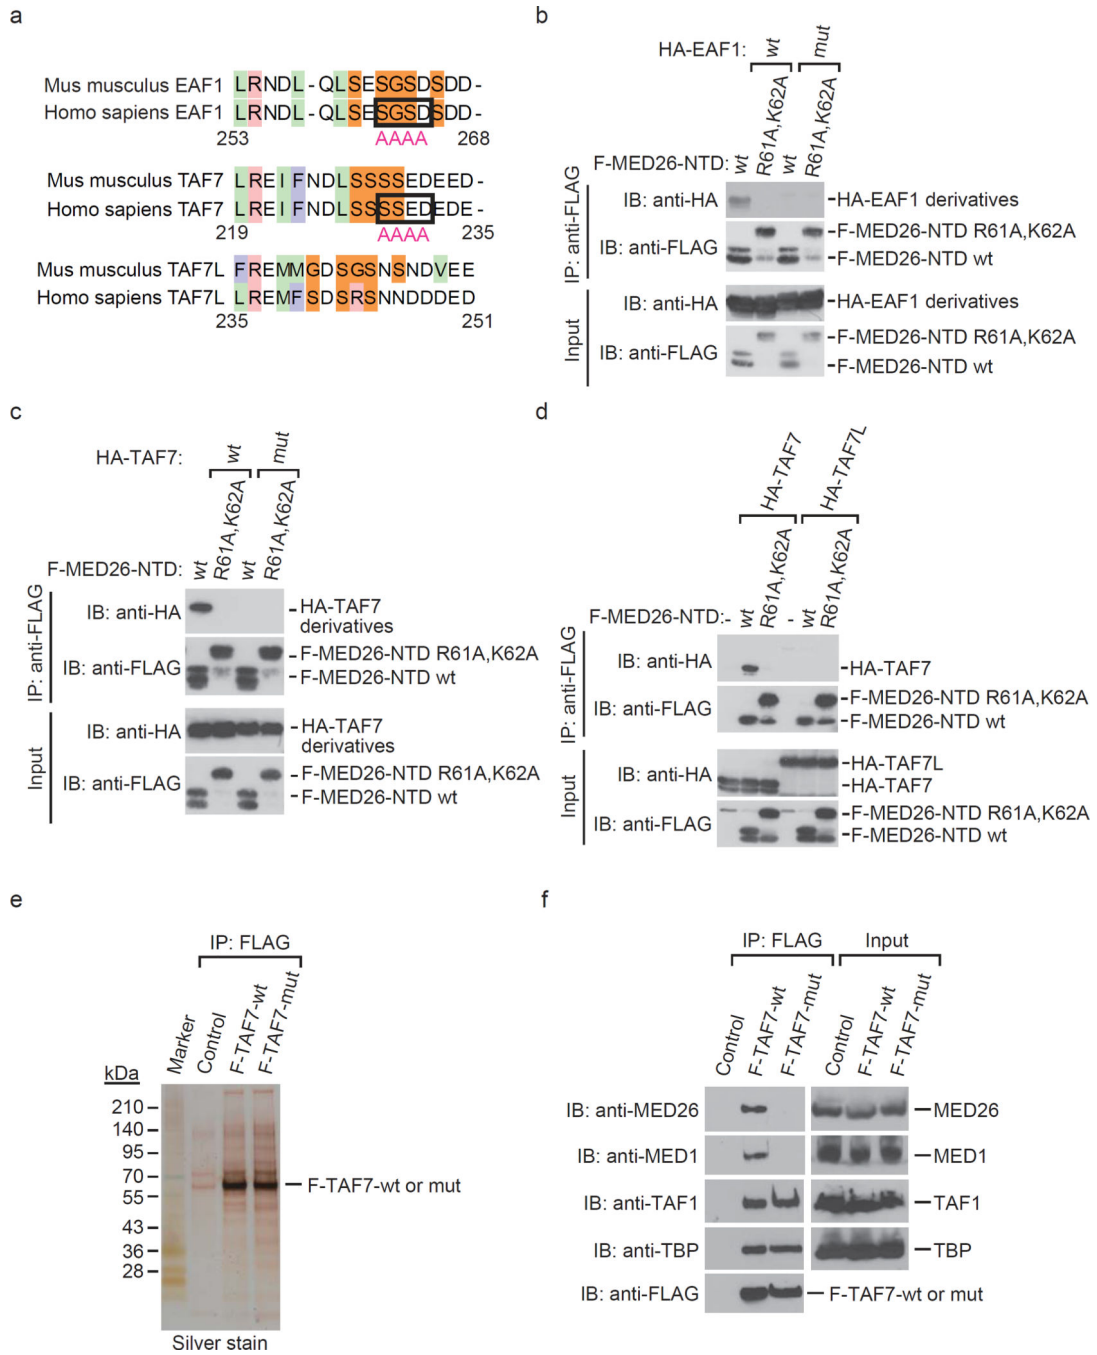 a
Mus musculus EAF1 LRNDL-QLSESGSDSDD-
Homo sapiens EAF1 LRNDL-QLSESGSDSDD-
253 AAAA 268
Mus musculus TAF7 LREIFNDLSSSSEDEED-
Homo sapiens TAF7 LREIFNDLSSSSEDEDE-
219 AAAA 235
Mus musculus TAF7L FREMMGDSGSNSNDVEE
Homo sapiens TAF7L LREMFSDSRSNNDDDED
235 251
b
HA-EAF1: wt mut
F-MED26-NTD: wt R61A,K62A wt R61A,K62A
IP: anti-FLAG
IB: anti-HA HA-EAF1 derivatives
IB: anti-FLAG F-MED26-NTD R61A,K62A
F-MED26-NTD wt
Input
IB: anti-HA HA-EAF1 derivatives
IB: anti-FLAG F-MED26-NTD R61A,K62A
F-MED26-NTD wt
c
HA-TAF7: wt mut
F-MED26-NTD: wt R61A,K62A wt R61A,K62A
IP: anti-FLAG
IB: anti-HA HA-TAF7
derivatives
IB: anti-FLAG F-MED26-NTD R61A,K62A
F-MED26-NTD wt
Input
IB: anti-HA HA-TAF7
derivatives
IB: anti-FLAG F-MED26-NTD R61A,K62A
F-MED26-NTD wt
d
HA-TAF7 HA-TAF7L
F-MED26-NTD: - wt R61A,K62A - wt R61A,K62A
IP: anti-FLAG
IB: anti-HA HA-TAF7
IB: anti-FLAG F-MED26-NTD R61A,K62A
F-MED26-NTD wt
Input
IB: anti-HA HA-TAF7L
HA-TAF7
IB: anti-FLAG F-MED26-NTD R61A,K62A
F-MED26-NTD wt
e
IP: FLAG
Marker Control F-TAF7-wt F-TAF7-mut
kDa
210
140
95
70
55
43
36
28
F-TAF7-wt or mut
Silver stain
f
IP: FLAG Input
Control F-TAF7-wt F-TAF7-mut Control F-TAF7-wt F-TAF7-mut
IB: anti-MED26 MED26
IB: anti-MED1 MED1
IB: anti-TAF1 TAF1
IB: anti-TBP TBP
IB: anti-FLAG F-TAF7-wt or mut